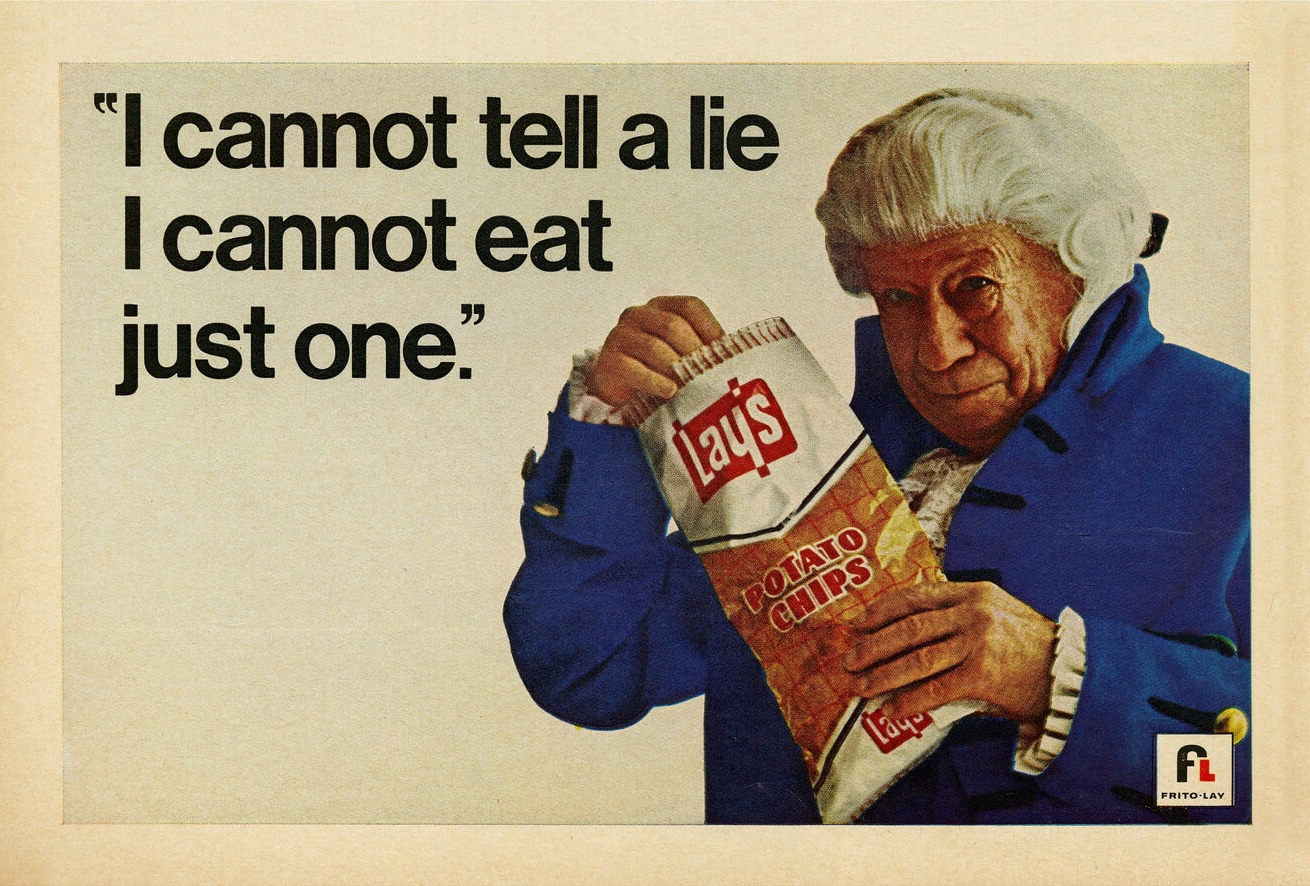 “I cannot tell a lie
I cannot eat
just one.”
Lay's
POTATO
CHIPS
Lay's
FL
FRITO-LAY